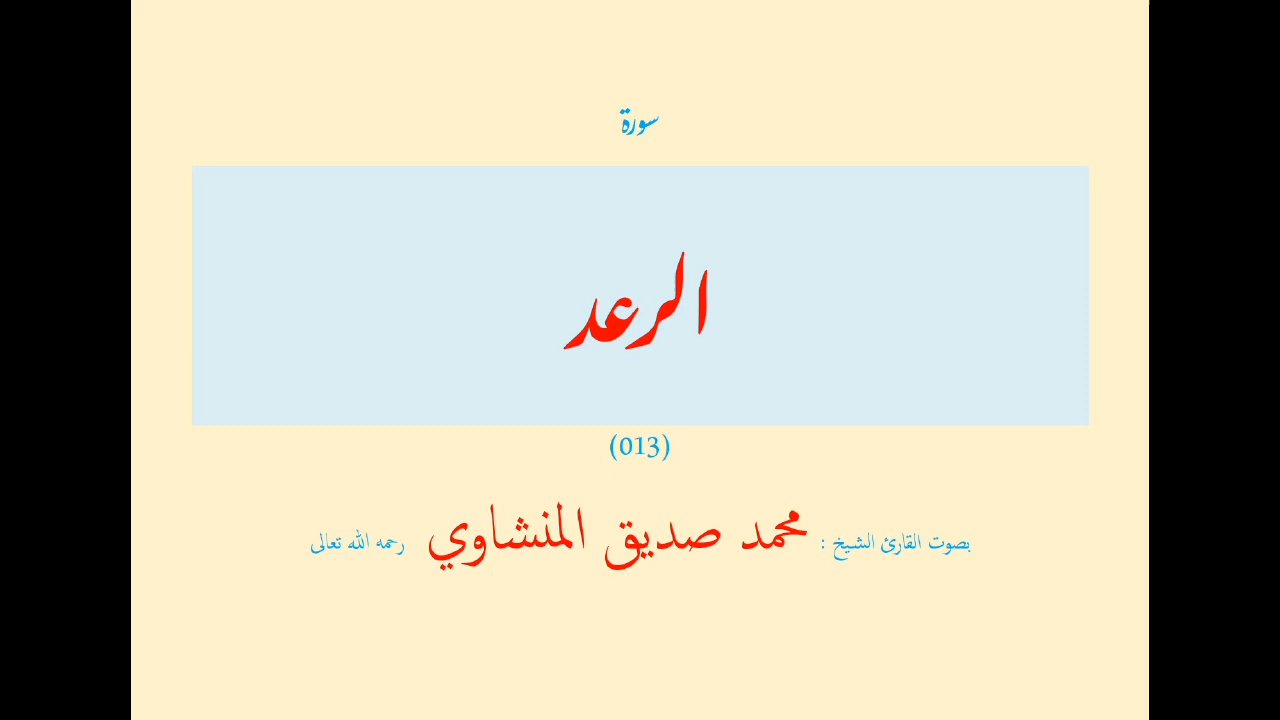 سورة
الرعد
(013)
بصوت القارئ الشيخ : محمد صديق المنشاوي رحمه الله تعالى